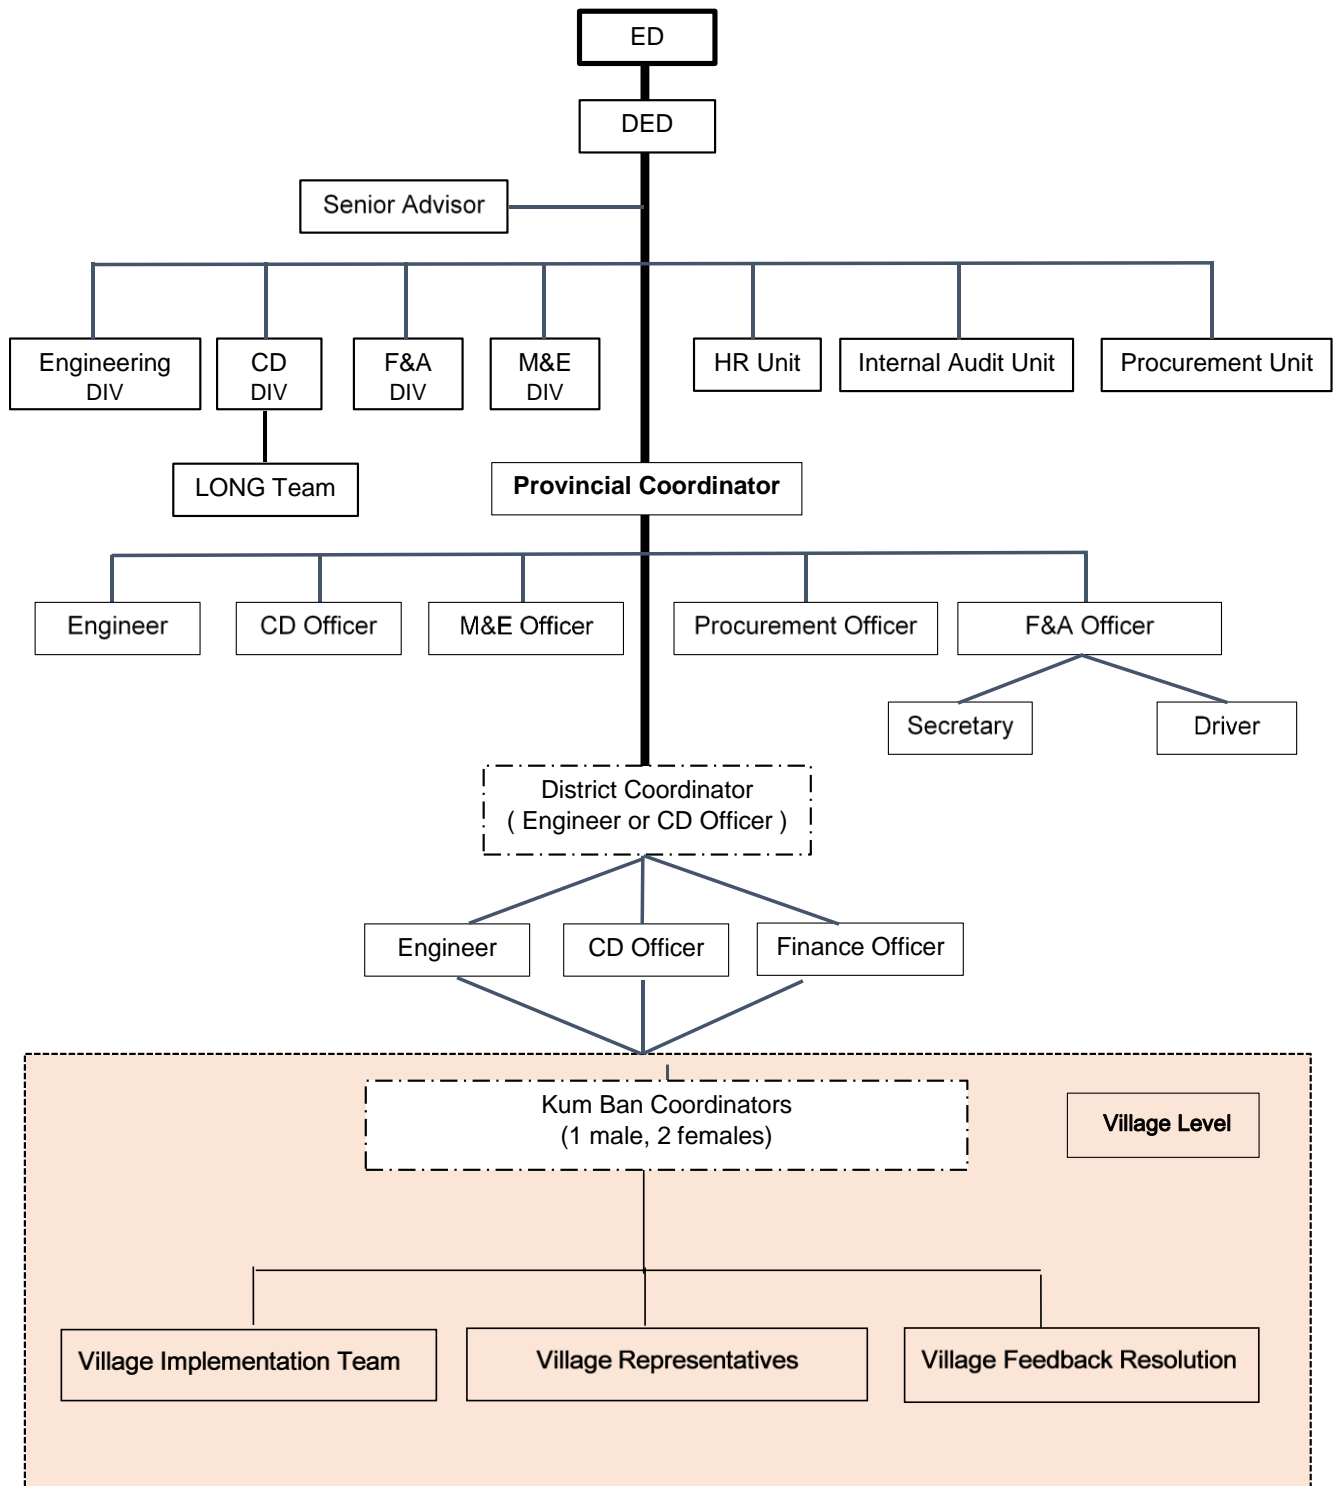 ED
DED
Senior Advisor
Engineering
DIV
CD
DIV
F&A
DIV
M&E
DIV
HR Unit
Internal Audit Unit
Procurement Unit
LONG Team
Provincial Coordinator
Engineer
CD Officer
M&E Officer
Procurement Officer
F&A Officer
Secretary
Driver
District Coordinator
( Engineer or CD Officer )
Engineer
CD Officer
Finance Officer
Kum Ban Coordinators
(1 male, 2 females)
Village Level
Village Implementation Team
Village Representatives
Village Feedback Resolution